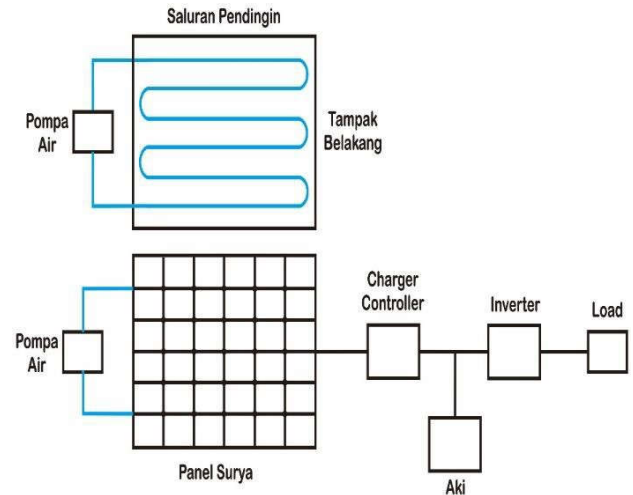 Saluran Pendingin
Pompa
Air
Tampak
Belakang
Pompa
Air
Panel Surya
Charger
Controller
Inverter
Load
Aki